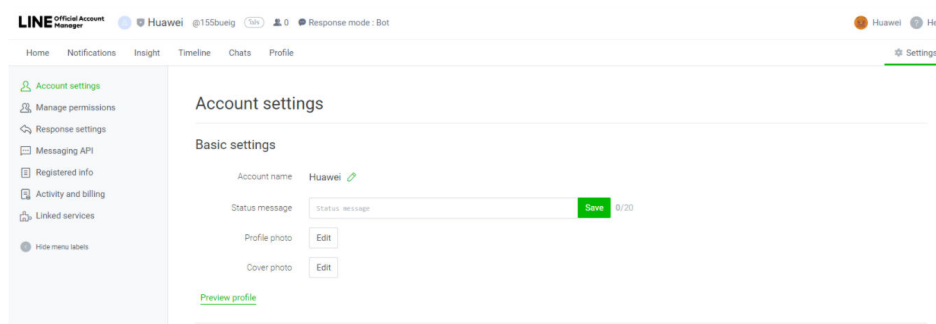 LINE Official Account Manager Huawei @155bueig 0 Response mode : Bot Huawei ? He
Home Notifications Insight Timeline Chats Profile Settings
Account settings
Manage permissions
Response settings
Messaging API
Registered info
Activity and billing
Linked services
Hide menu labels
Account settings
Basic settings
Account name Huawei
Status message Status message Save 0/20
Profile photo Edit
Cover photo Edit
Preview profile